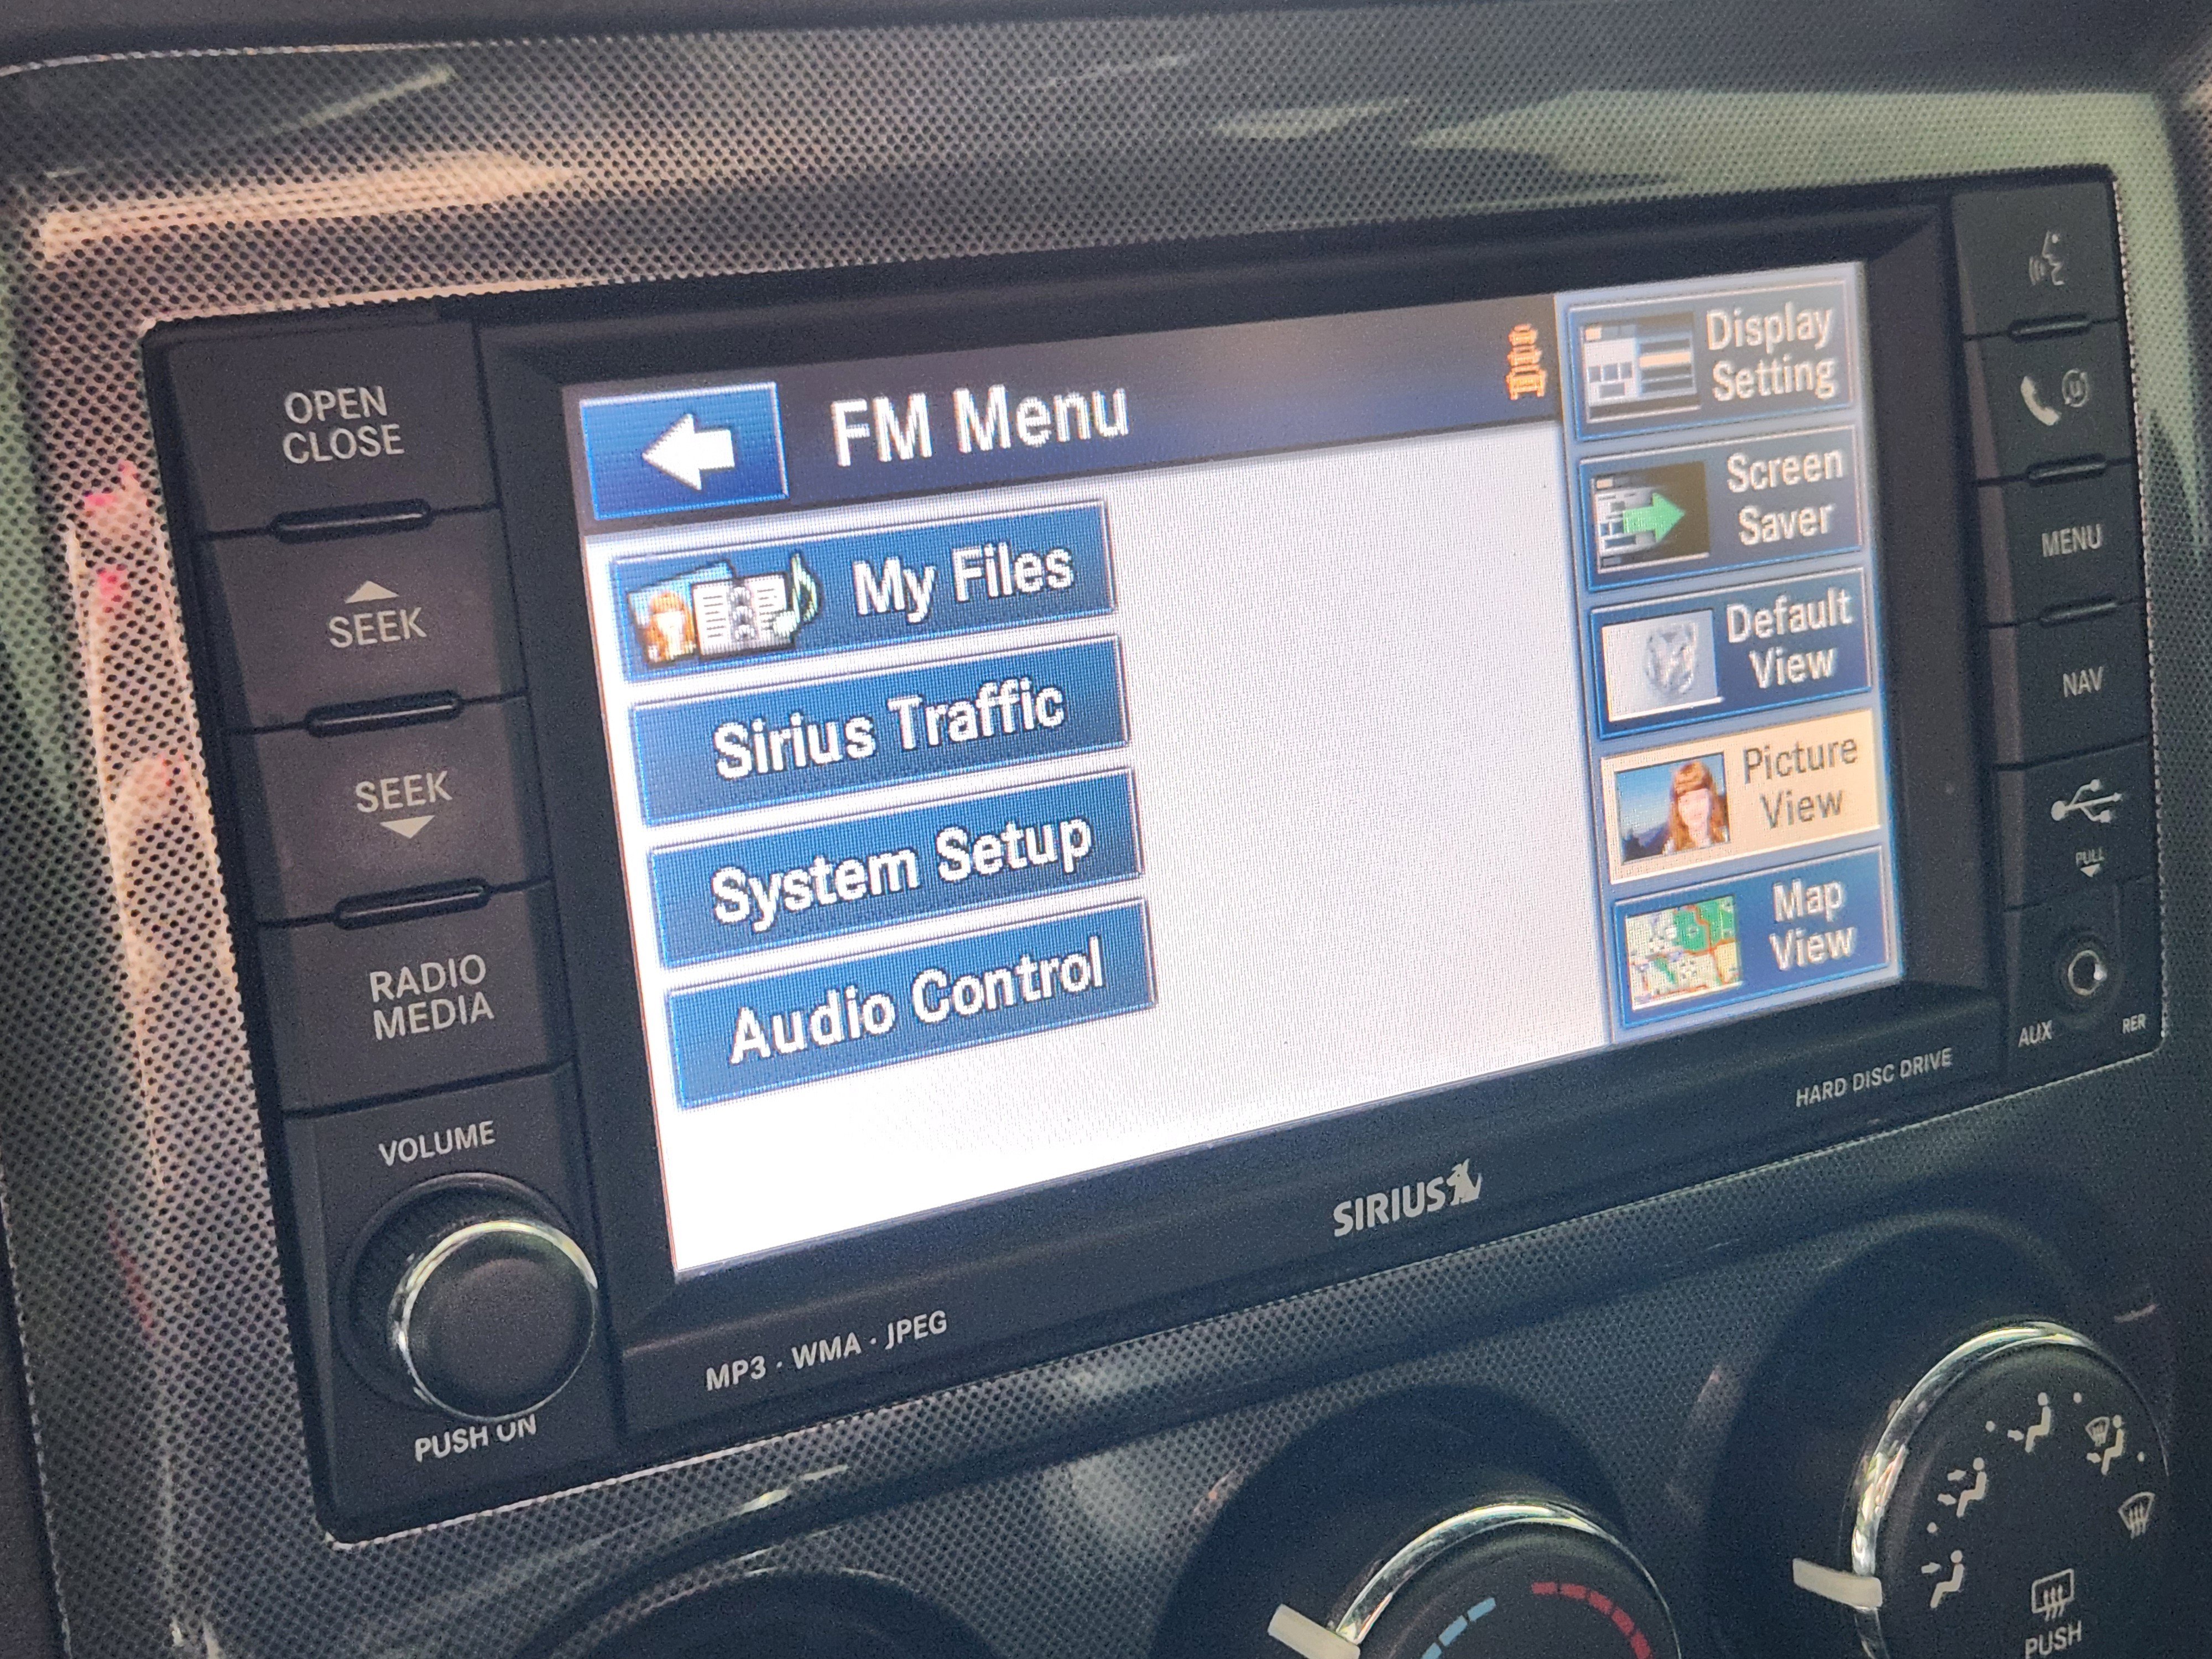 OPEN
CLOSE
SEEK
SEEK
RADIO
MEDIA
VOLUME
PUSH ON
FM Menu
My Files
Sirius Traffic
System Setup
Audio Control
Display
Setting
Screen
Saver
Default
View
Picture
View
Map
View
MENU
NAV
PULL
AUX
RER
HARD DISC DRIVE
SIRIUS
MP3 · WMA · JPEG
PUSH